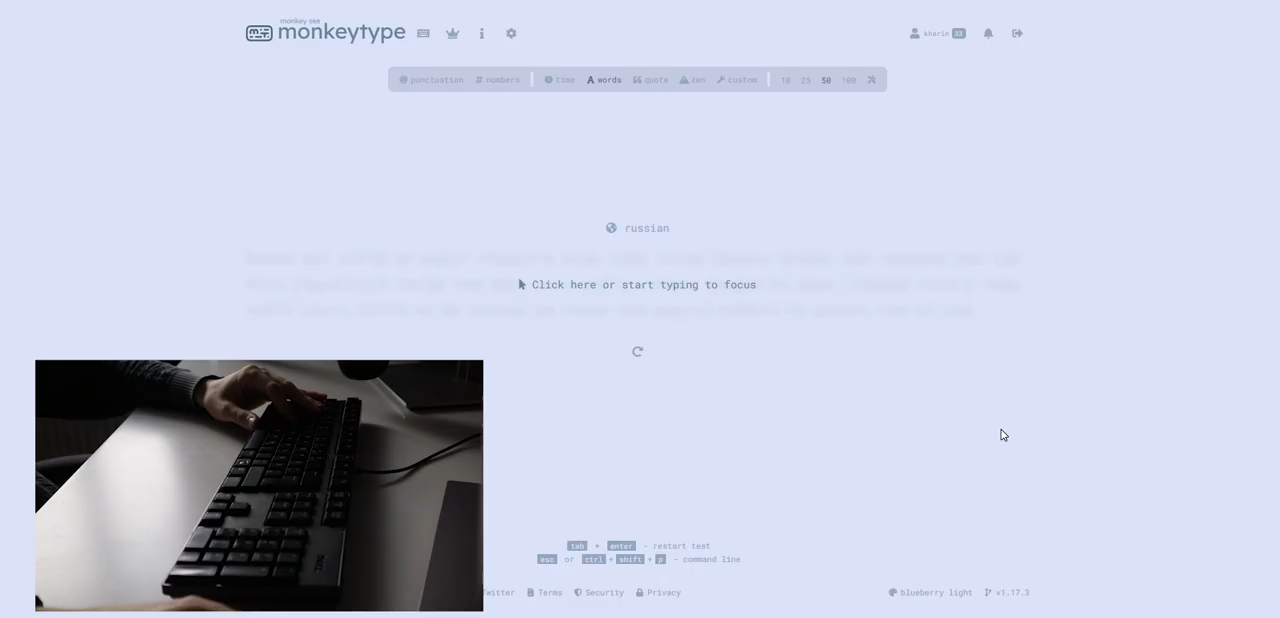 monkey see
monkeytype
kharin 33
punctuation numbers time words quote zen custom 10 25 50 100
russian
Click here or start typing to focus
tab + enter - restart test
esc or ctrl + shift + p - command line
Twitter Terms Security Privacy blueberry light v1.17.3